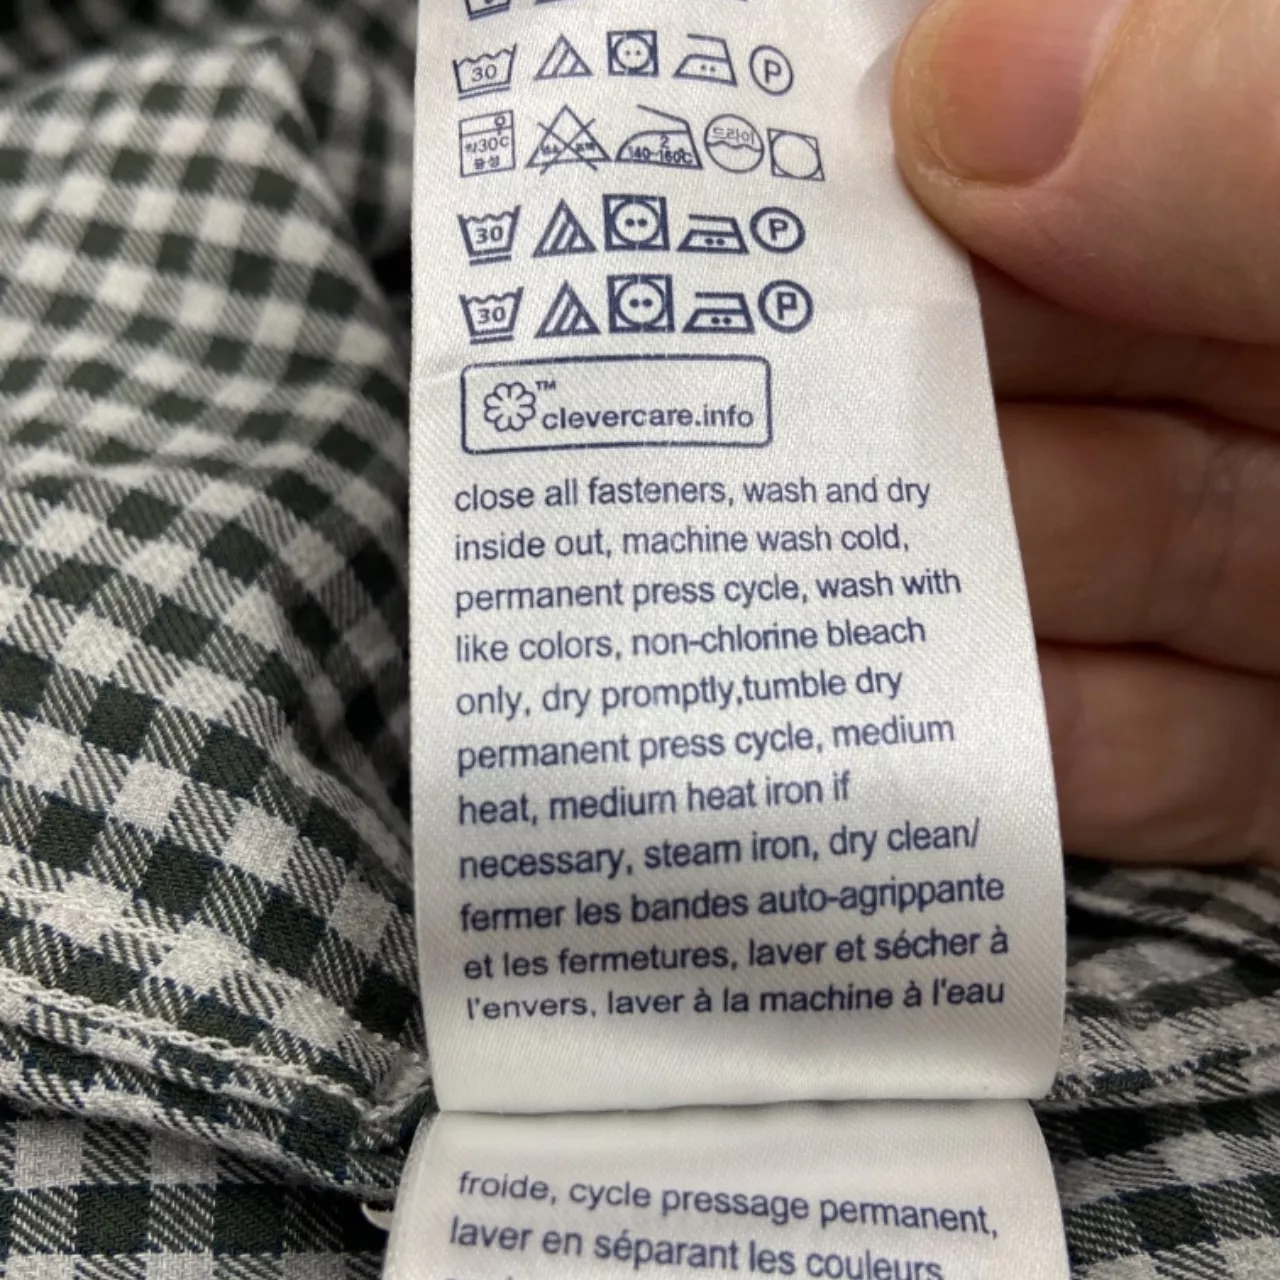 30 P
30℃ 2 140~160℃ 드라이
30 P
30 P
™
clevercare.info
close all fasteners, wash and dry
inside out, machine wash cold,
permanent press cycle, wash with
like colors, non-chlorine bleach
only, dry promptly,tumble dry
permanent press cycle, medium
heat, medium heat iron if
necessary, steam iron, dry clean/
fermer les bandes auto-agrippante
et les fermetures, laver et sécher à
l'envers, laver à la machine à l'eau
froide, cycle pressage permanent,
laver en séparant les couleurs